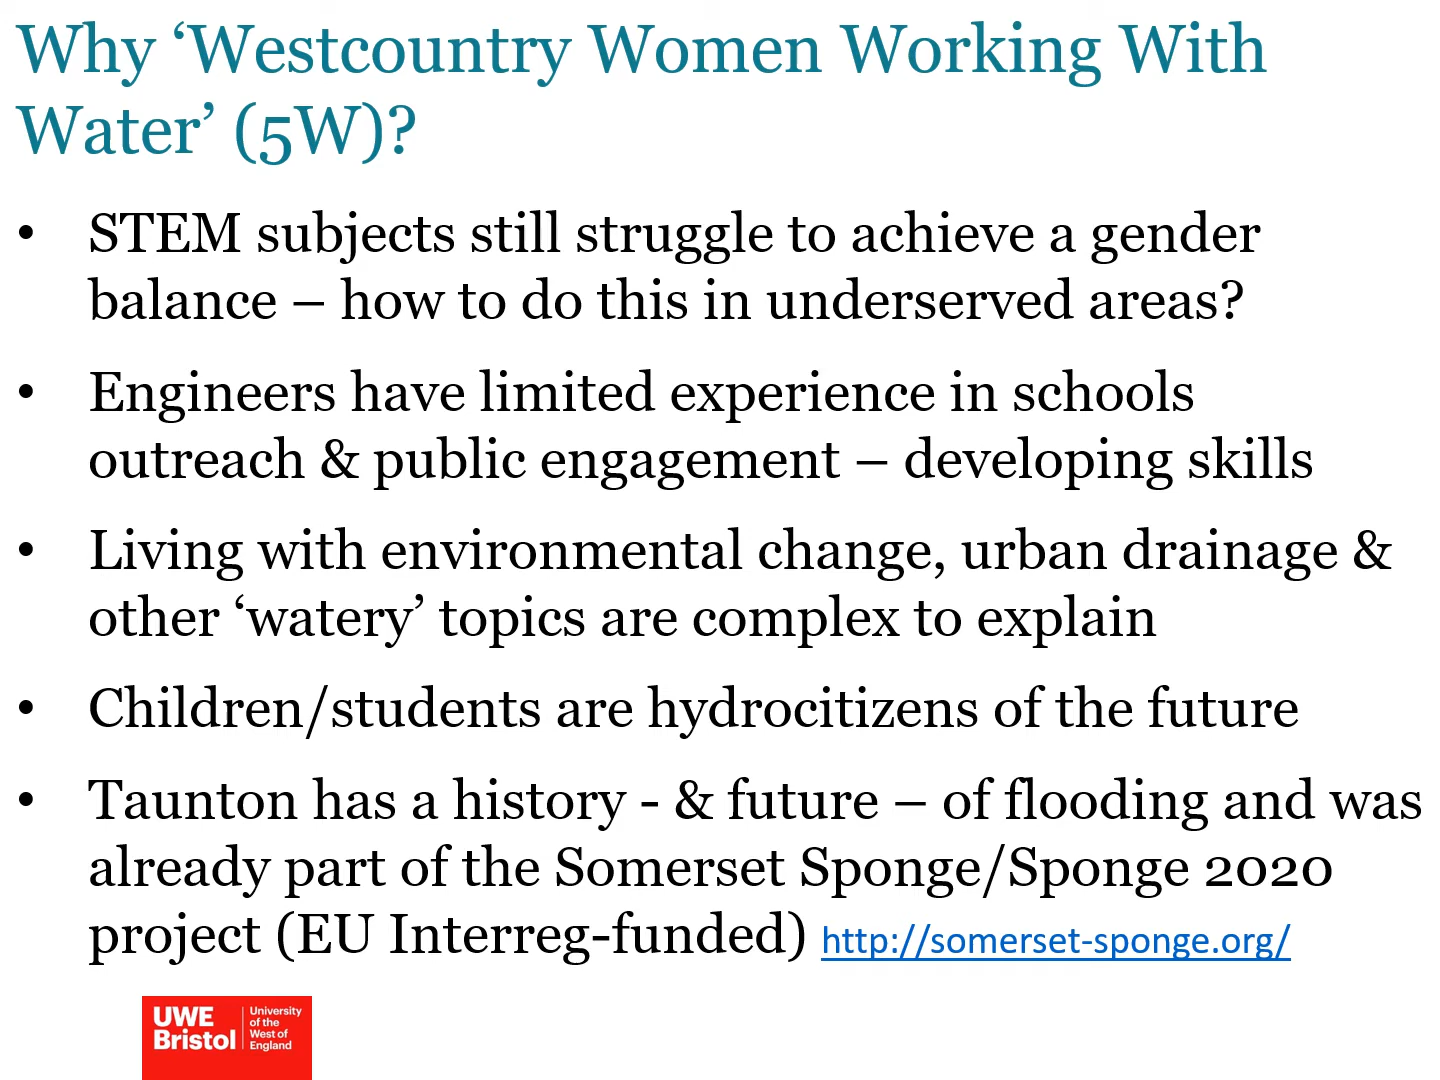 Why ‘Westcountry Women Working With
Water’ (5W)?
• STEM subjects still struggle to achieve a gender
balance – how to do this in underserved areas?
• Engineers have limited experience in schools
outreach & public engagement – developing skills
• Living with environmental change, urban drainage &
other ‘watery’ topics are complex to explain
• Children/students are hydrocitizens of the future
• Taunton has a history - & future – of flooding and was
already part of the Somerset Sponge/Sponge 2020
project (EU Interreg-funded) http://somerset-sponge.org/
UWE
Bristol
University
of the
West of
England